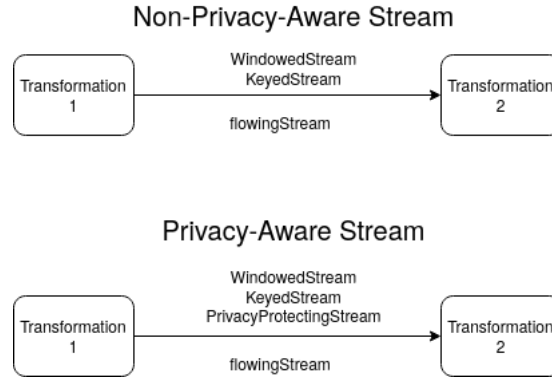 Non-Privacy-Aware Stream
WindowedStream
KeyedStream
Transformation
1
Transformation
2
flowingStream
Privacy-Aware Stream
WindowedStream
KeyedStream
PrivacyProtectingStream
Transformation
1
Transformation
2
flowingStream